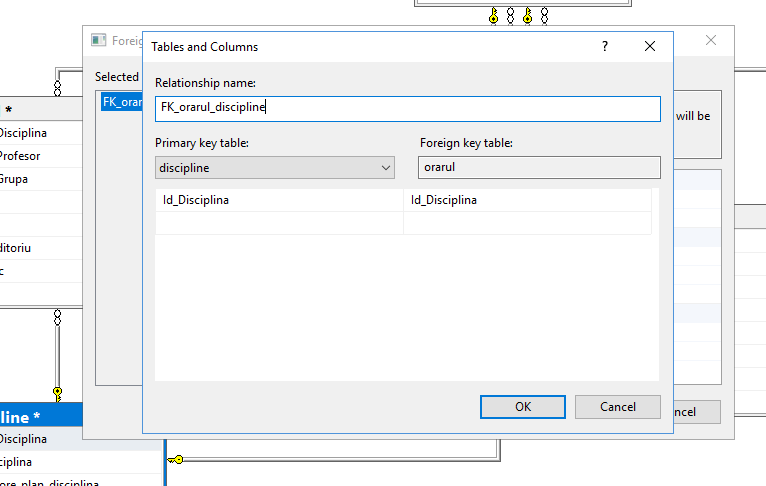 Foreig
Tables and Columns
?
Selected
FK_orar
will be
Relationship name:
FK_orarul_discipline
Primary key table:
Foreign key table:
discipline
orarul
Id_Disciplina
Id_Disciplina
OK
Cancel
ncel
*
Disciplina
Profesor
Grupa
ditoriu
c
line *
Disciplina
ciplina
ore_plan_disciplina